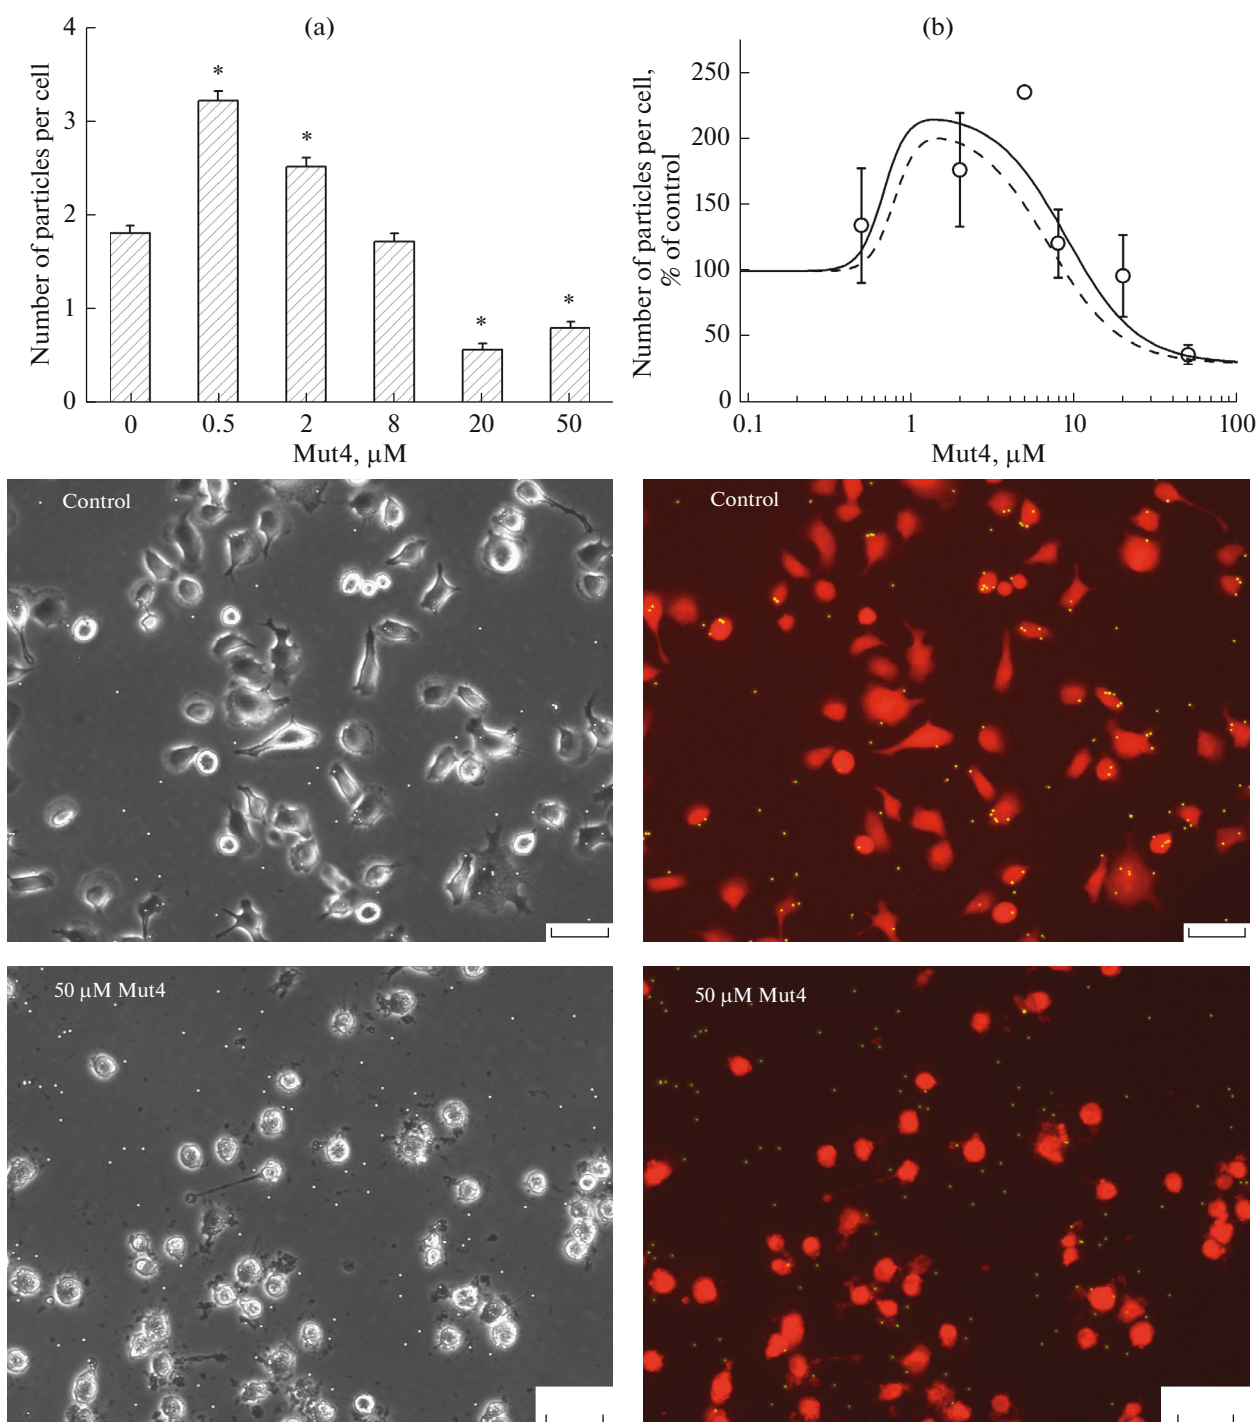 (a)
Number of particles per cell
4
3
2
1
0
*
*
*
*
0 0.5 2 8 20 50
Mut4, μM
(b)
Number of particles per cell,
% of control
250
200
150
100
50
0
0.1 1 10 100
Mut4, μM
Control
Control
50 μM Mut4
50 μM Mut4